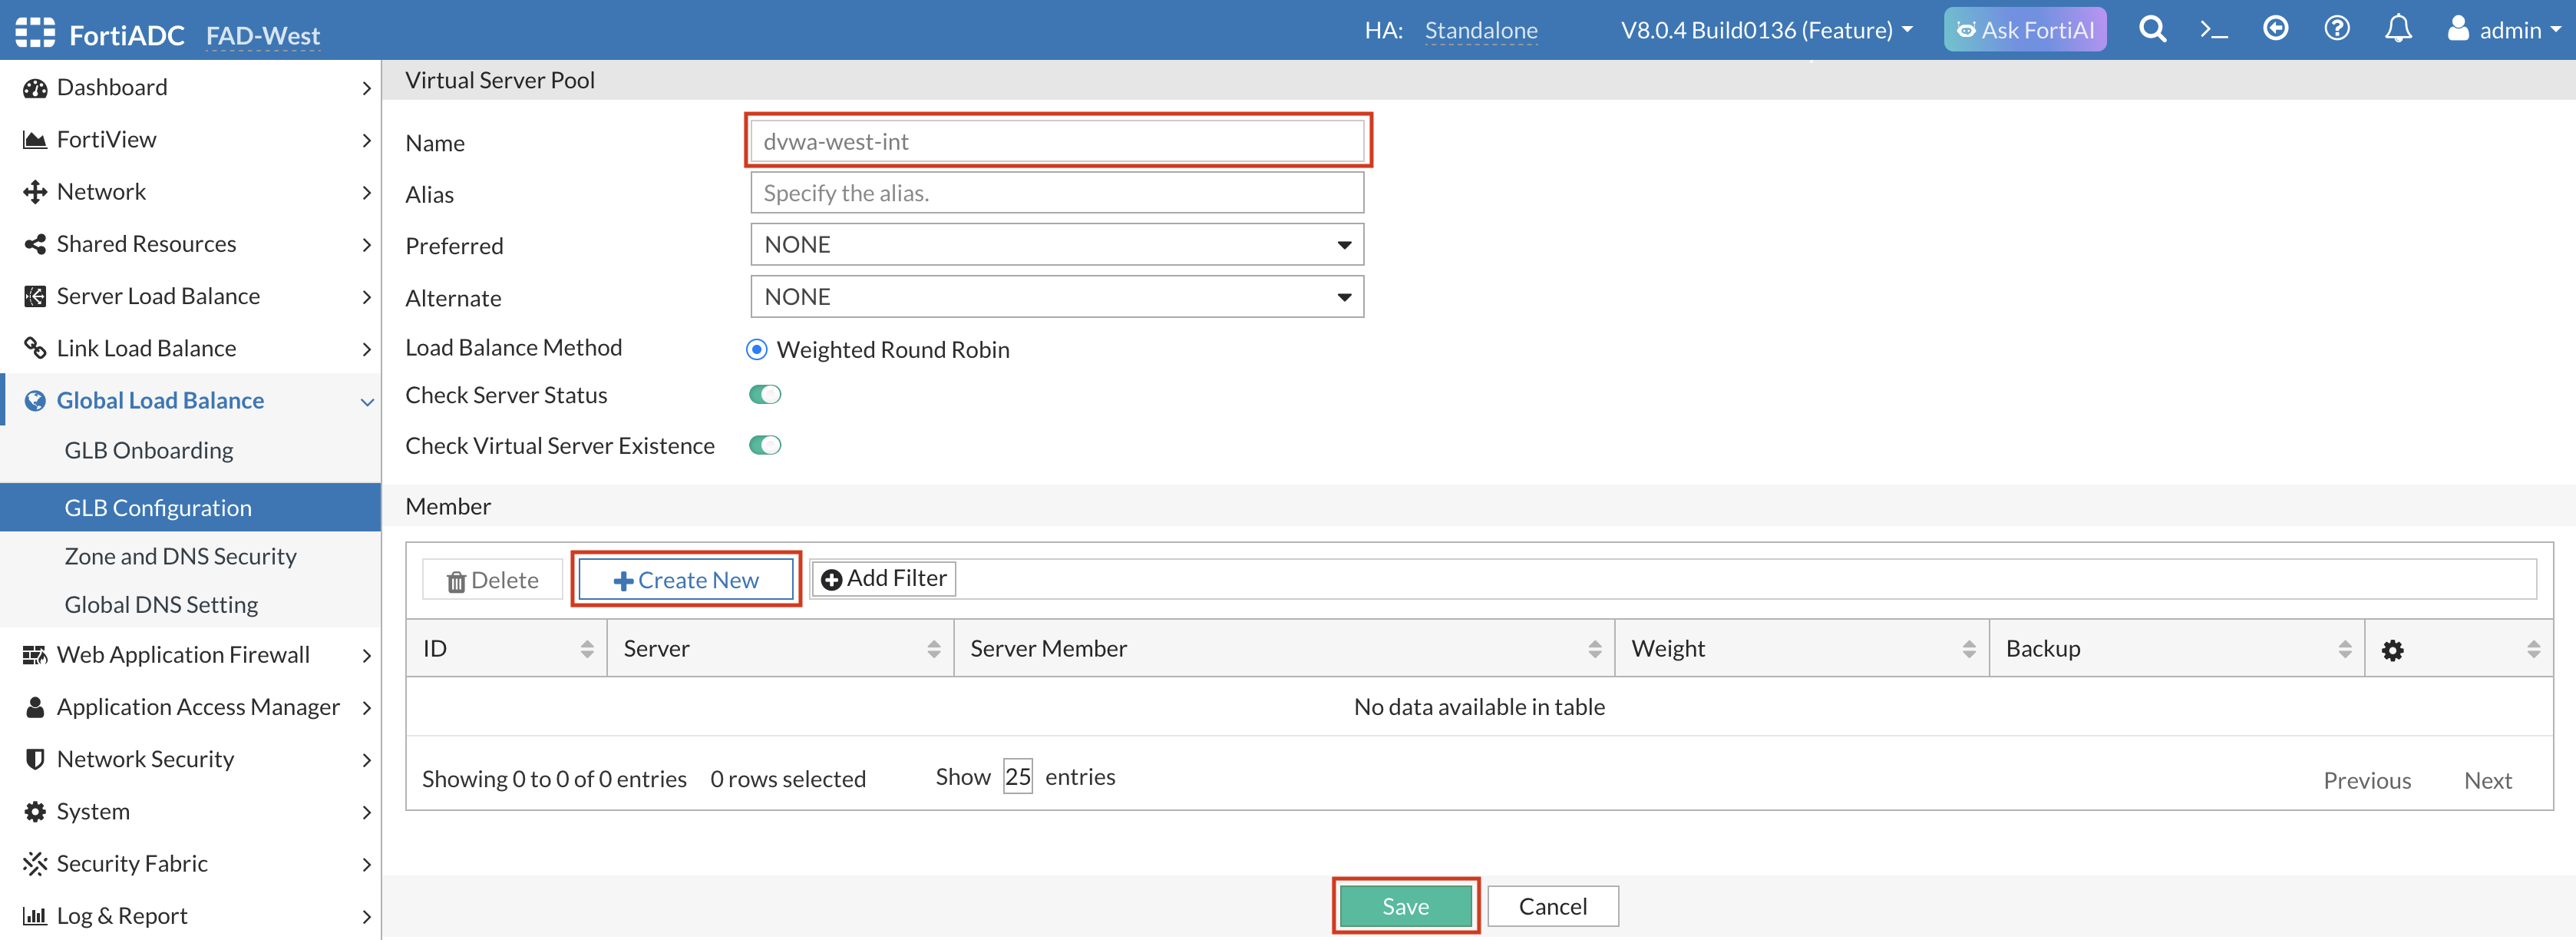 FortiADC FAD-West HA: Standalone V8.0.4 Build0136 (Feature) Ask FortiAI admin
Dashboard
FortiView
Network
Shared Resources
Server Load Balance
Link Load Balance
Global Load Balance
GLB Onboarding
GLB Configuration
Zone and DNS Security
Global DNS Setting
Web Application Firewall
Application Access Manager
Network Security
System
Security Fabric
Log & Report
Virtual Server Pool
Name dvwa-west-int
Alias Specify the alias.
Preferred NONE
Alternate NONE
Load Balance Method Weighted Round Robin
Check Server Status
Check Virtual Server Existence
Member
Delete Create New Add Filter
ID Server Server Member Weight Backup
No data available in table
Showing 0 to 0 of 0 entries 0 rows selected Show 25 entries Previous Next
Save Cancel